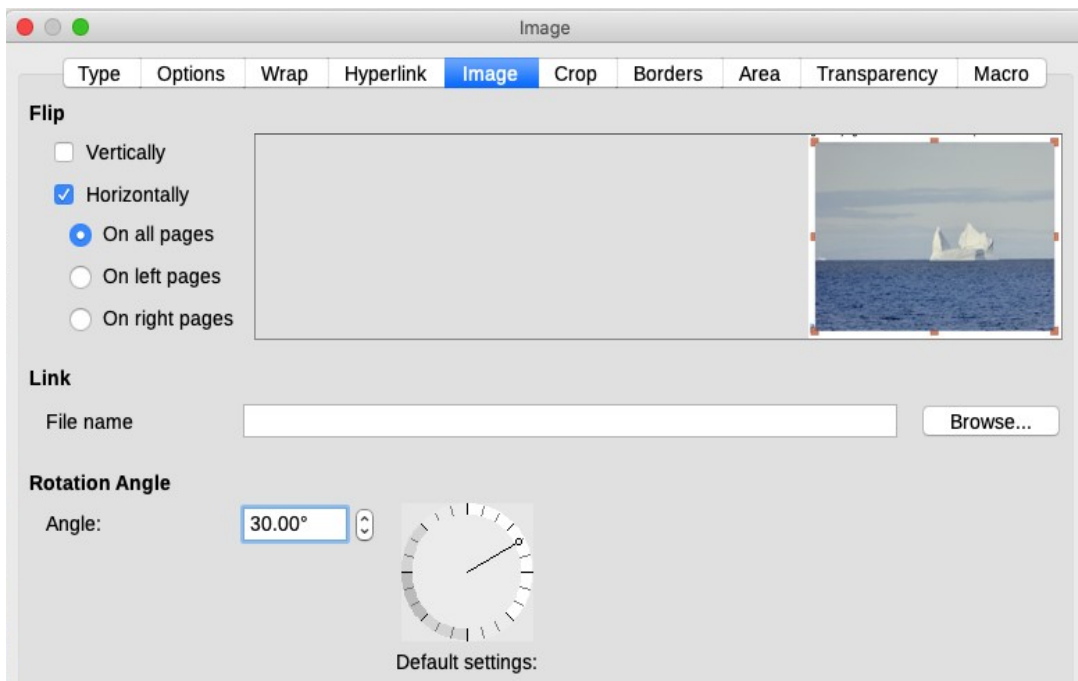 Image
Type Options Wrap Hyperlink Image Crop Borders Area Transparency Macro
Flip
Vertically
Horizontally
On all pages
On left pages
On right pages
Link
File name Browse...
Rotation Angle
Angle: 30.00°
Default settings: